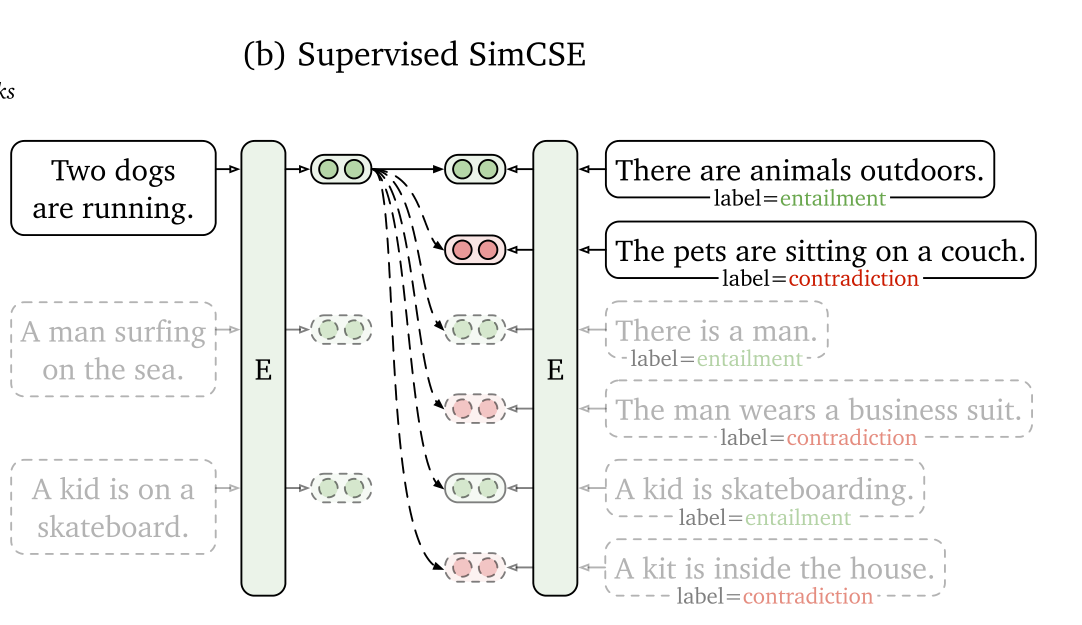 (b) Supervised SimCSE
ks
Two dogs
are running.
E
E
There are animals outdoors.
label=entailment
The pets are sitting on a couch.
label=contradiction
A man surfing
on the sea.
There is a man.
label=entailment
The man wears a business suit.
label=contradiction
A kid is on a
skateboard.
A kid is skateboarding.
label=entailment
A kit is inside the house.
label=contradiction